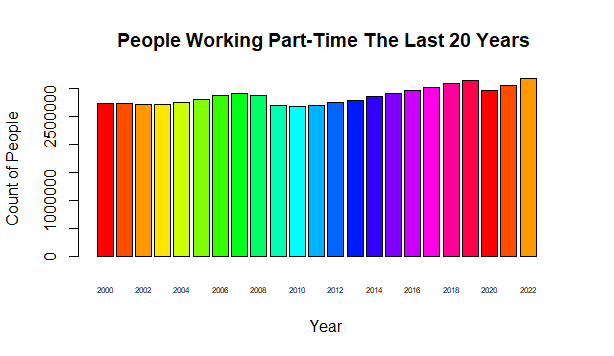 People Working Part-Time The Last 20 Years
Count of People
2500000
1000000
0
2000 2002 2004 2006 2008 2010 2012 2014 2016 2018 2020 2022
Year